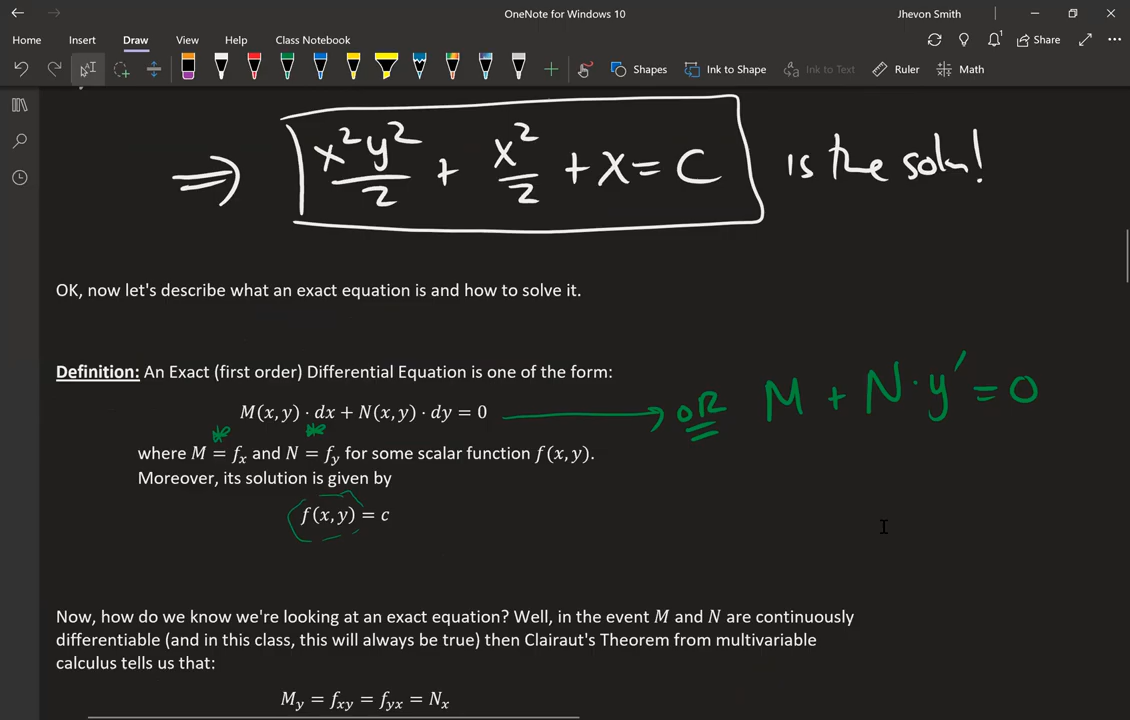 OneNote for Windows 10
Jhevon Smith
Home Insert Draw View Help Class Notebook
Share
Shapes Ink to Shape Ink to Text Ruler Math
⇒ x²y²/2 + x²/2 + x = C is the soln!
OK, now let's describe what an exact equation is and how to solve it.
Definition: An Exact (first order) Differential Equation is one of the form:
M(x, y) · dx + N(x, y) · dy = 0 → OR M + N · y′ = 0
where M = fₓ and N = f_y for some scalar function f(x, y).
Moreover, its solution is given by
f(x, y) = c
Now, how do we know we're looking at an exact equation? Well, in the event M and N are continuously
differentiable (and in this class, this will always be true) then Clairaut's Theorem from multivariable
calculus tells us that:
M_y = f_xy = f_yx = N_x